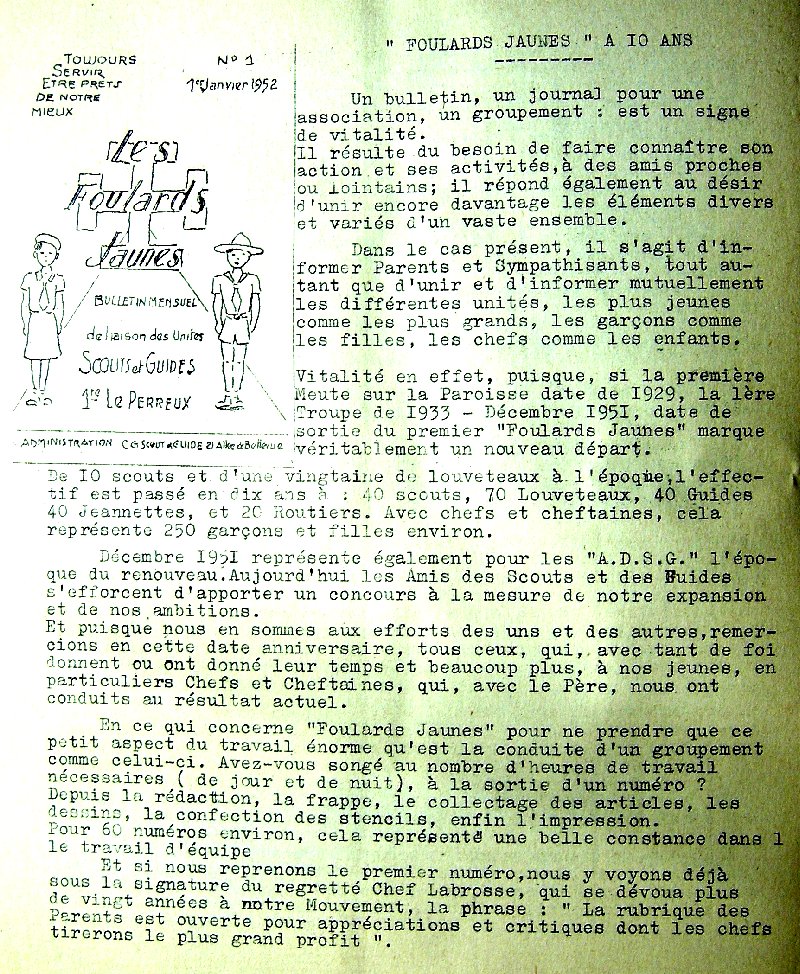 TOUJOURS
SERVIR
ETRE PRETS
DE NOTRE
MIEUX
N° 1
1er Janvier 1952
Les
Foulards
Jaunes
BULLETIN MENSUEL
de liaison des Unités
SCOUTS et GUIDES
1re LE PERREUX
ADMINISTRATION
" FOULARDS JAUNES " A IO ANS
Un bulletin, un journal pour une
association, un groupement : est un signe
de vitalité.
Il résulte du besoin de faire connaître son
action et ses activités,à des amis proches
ou lointains; il répond également au désir
d'unir encore davantage les éléments divers
et variés d'un vaste ensemble.
Dans le cas présent, il s'agit d'in-
former Parents et Sympathisants, tout au-
tant que d'unir et d'informer mutuellement
les différentes unités, les plus jeunes
comme les plus grands, les garçons comme
les filles, les chefs comme les enfants.
Vitalité en effet, puisque, si la première
Meute sur la Paroisse date de I929, la 1ère
Troupe de I933 - Décembre I95I, date de
sortie du premier "Foulards Jaunes" marque
véritablement un nouveau départ.
De IO scouts et d'une vingtaine de louveteaux à l'époque,l'effec-
tif est passé en dix ans à : 40 scouts, 70 Louveteaux, 40 Guides
40 Jeannettes, et 20 Routiers. Avec chefs et cheftaines, cela
représente 250 garçons et filles environ.
Décembre I95I représente également pour les "A.D.S.G." l'épo-
que du renouveau.Aujourd'hui les Amis des Scouts et des Guides
s'efforcent d'apporter un concours à la mesure de notre expansion
et de nos ambitions.
Et puisque nous en sommes aux efforts des uns et des autres,remer-
cions en cette date anniversaire, tous ceux, qui, avec tant de foi
donnent ou ont donné leur temps et beaucoup plus, à nos jeunes, en
particuliers Chefs et Cheftaines, qui, avec le Père, nous ont
conduits au résultat actuel.
En ce qui concerne "Foulards Jaunes" pour ne prendre que ce
petit aspect du travail énorme qu'est la conduite d'un groupement
comme celui-ci. Avez-vous songé au nombre d'heures de travail
nécessaires ( de jour et de nuit), à la sortie d'un numéro ?
Depuis la rédaction, la frappe, le collectage des articles, les
dessins, la confection des stencils, enfin l'impression.
Pour 60 numéros environ, cela représente une belle constance dans l
le travail d'équipe
Et si nous reprenons le premier numéro,nous y voyons déjà
sous la signature du regretté Chef Labrosse, qui se dévoua plus
de vingt années à notre Mouvement, la phrase : " La rubrique des
Parents est ouverte pour appréciations et critiques dont les chefs
tirerons le plus grand profit ".